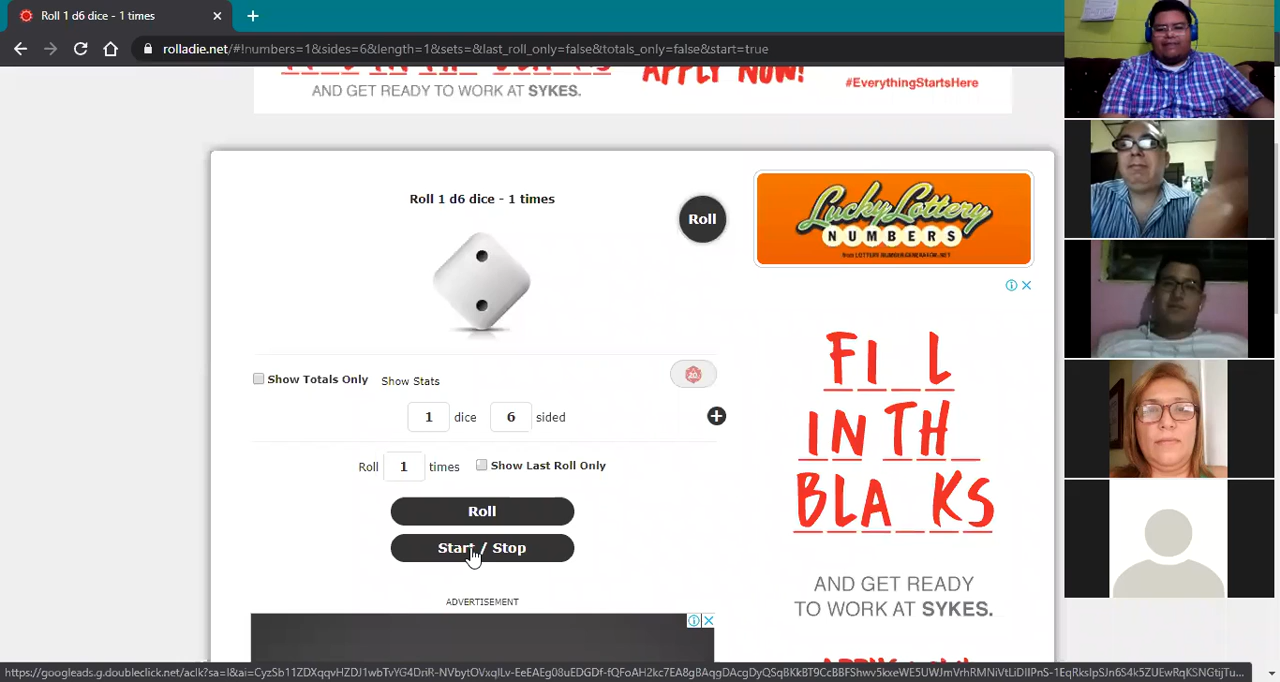 Roll 1 d6 dice - 1 times
rolladie.net/#!numbers=1&sides=6&length=1&sets=&last_roll_only=false&totals_only=false&start=true
APPLY NOW!
AND GET READY TO WORK AT SYKES.
#EverythingStartsHere
Roll 1 d6 dice - 1 times
Roll
Lucky Lottery
NUMBERS
Show Totals Only Show Stats
1 dice 6 sided
Roll 1 times Show Last Roll Only
Roll
Start / Stop
ADVERTISEMENT
FI_L
IN TH_
BLA_KS
AND GET READY
TO WORK AT SYKES.